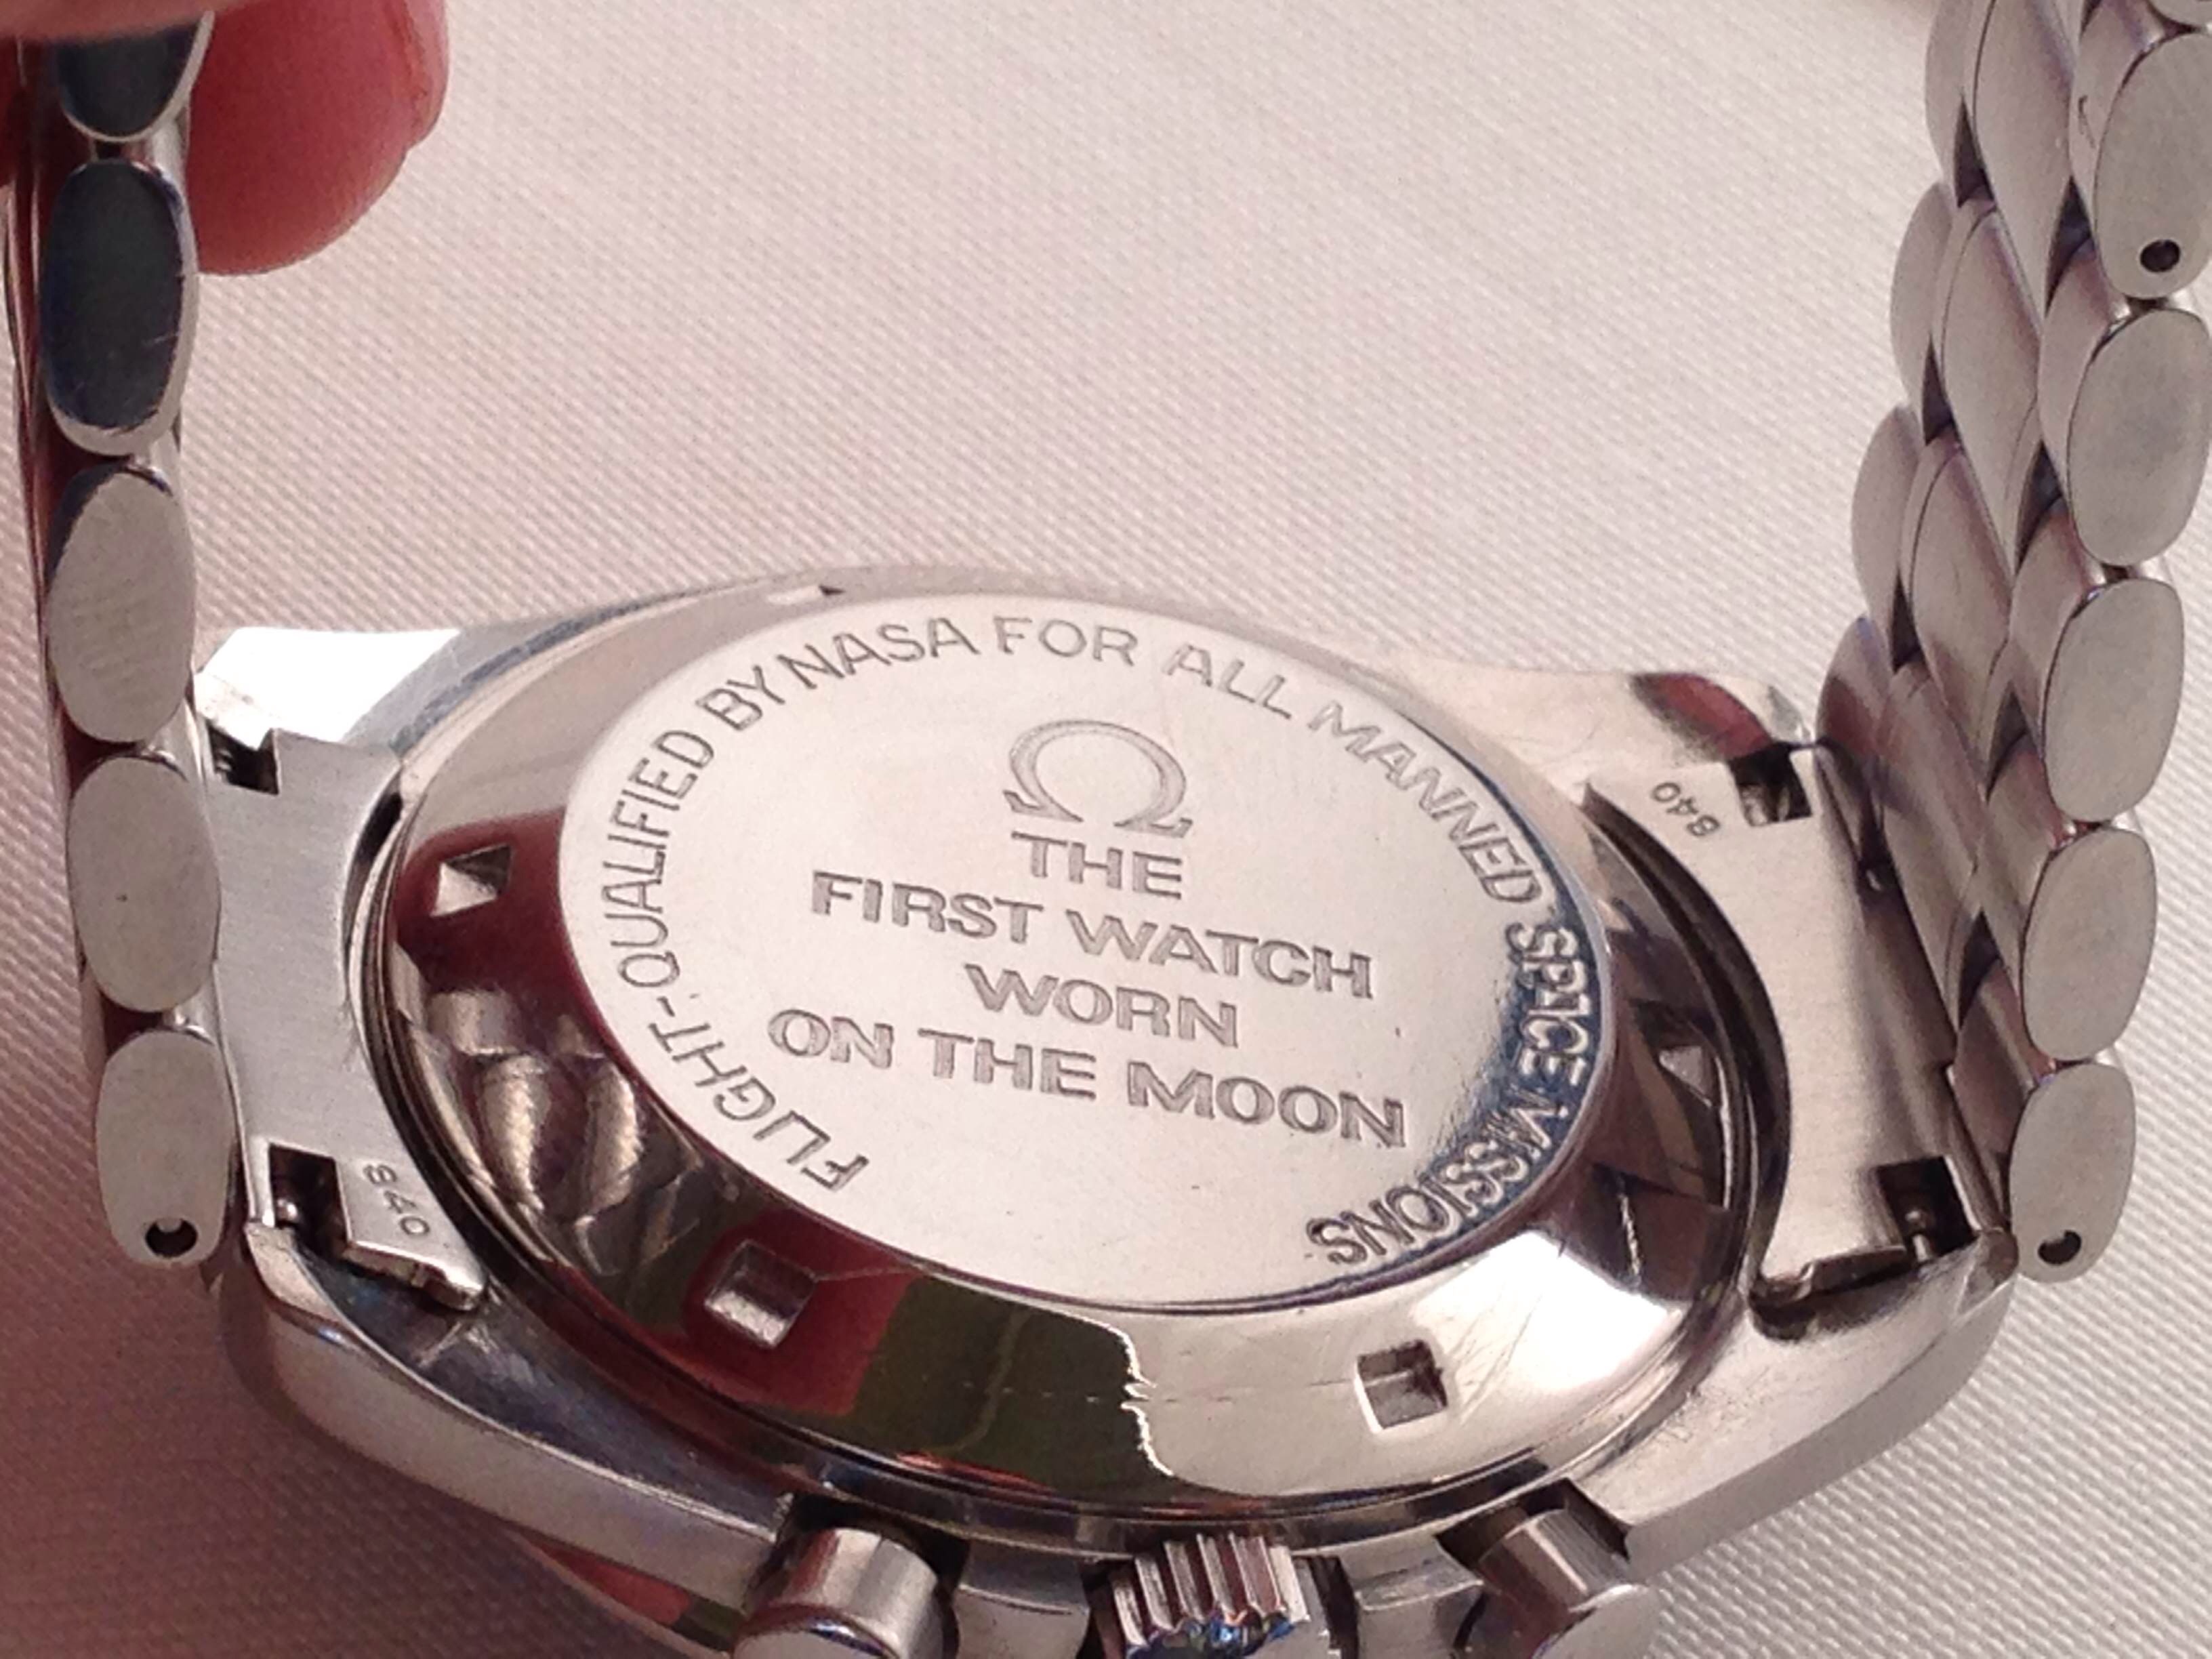 FLIGHT-QUALIFIED BY NASA FOR ALL MANNED SPACE MISSIONS
Ω
THE
FIRST WATCH
WORN
ON THE MOON
840
840